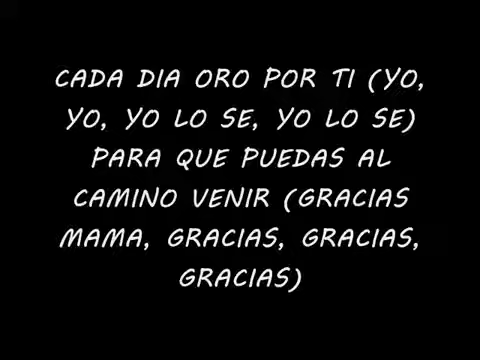 CADA DIA ORO POR TI (YO,
YO, YO LO SE, YO LO SE)
PARA QUE PUEDAS AL
CAMINO VENIR (GRACIAS
MAMA, GRACIAS, GRACIAS,
GRACIAS)